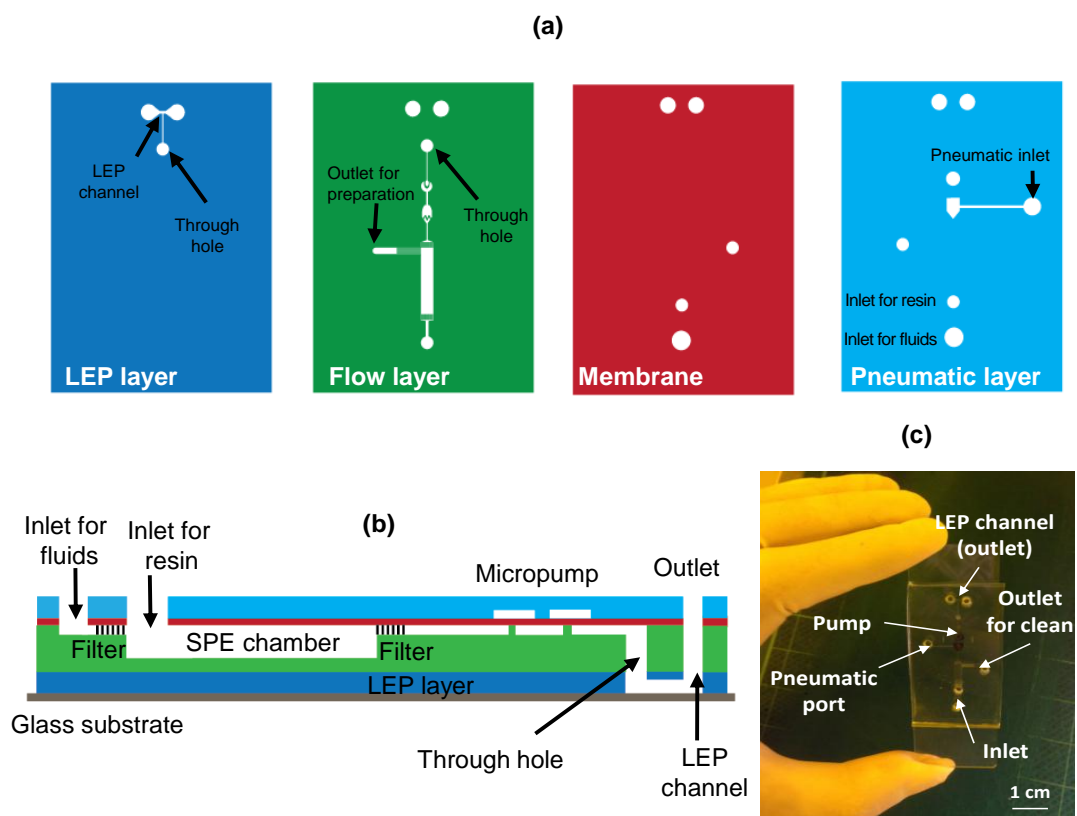 (a)
LEP
channel
Through
hole
LEP layer
Outlet for
preparation
Through
hole
Flow layer
Membrane
Pneumatic inlet
Inlet for resin
Inlet for fluids
Pneumatic layer
(b)
Inlet for
fluids
Inlet for
resin
Micropump
Outlet
Filter
SPE chamber
Filter
LEP layer
Glass substrate
Through hole
LEP
channel
(c)
LEP channel
(outlet)
Outlet
for clean
Pump
Pneumatic
port
Inlet
1 cm